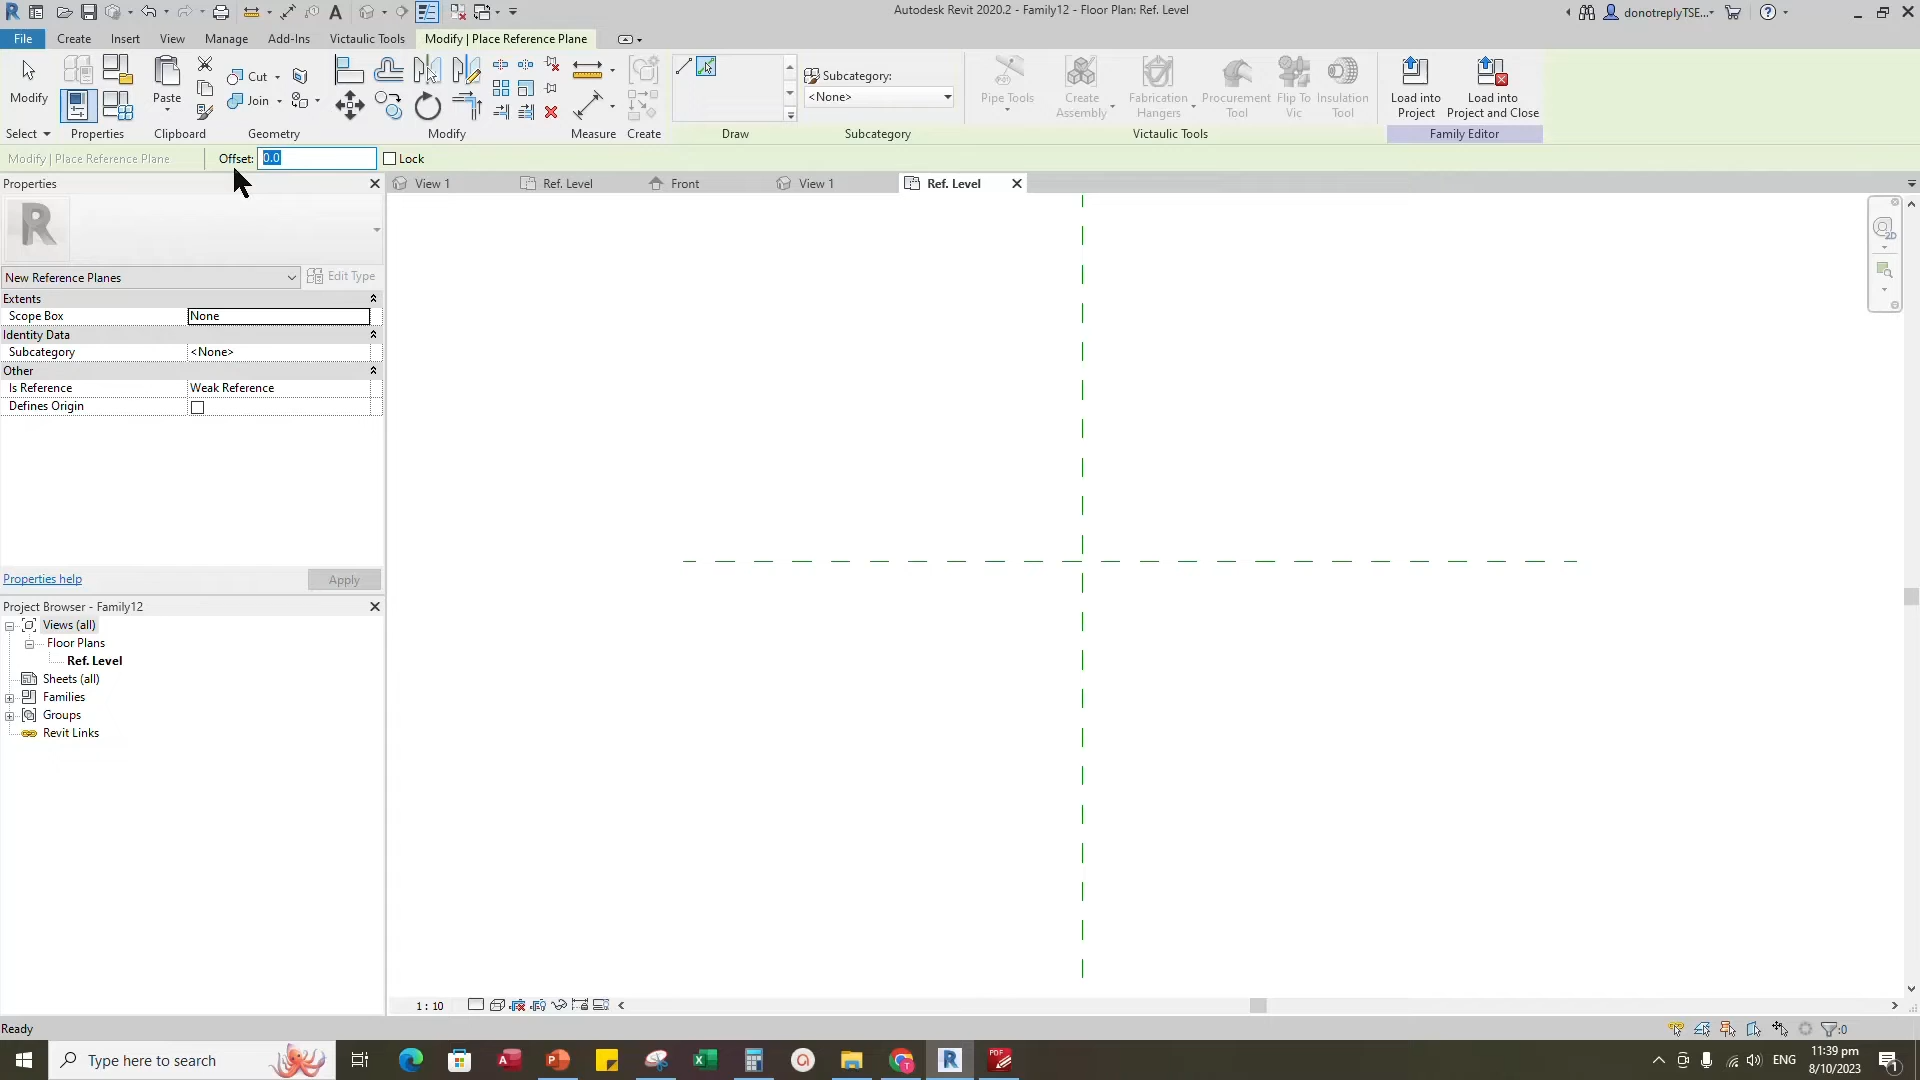 Autodesk Revit 2020.2 - Family12 - Floor Plan: Ref. Level
donotreplyTSE...
File Create Insert View Manage Add-Ins Victaulic Tools Modify | Place Reference Plane
Modify
Paste
Cut
Join
Subcategory:
<None>
Pipe Tools
Create Assembly
Fabrication Hangers
Procurement Tool
Flip To Vic
Insulation Tool
Load into Project
Load into Project and Close
Select Properties Clipboard Geometry Modify Measure Create Draw Subcategory Victaulic Tools Family Editor
Modify | Place Reference Plane Offset: 0.0 Lock
Properties
View 1 Ref. Level Front View 1 Ref. Level
2D
R
New Reference Planes Edit Type
Extents
Scope Box None
Identity Data
Subcategory <None>
Other
Is Reference Weak Reference
Defines Origin
Properties help Apply
Project Browser - Family12
Views (all)
Floor Plans
Ref. Level
Sheets (all)
Families
Groups
Revit Links
1 : 10
Ready
:0
Type here to search
PDF
ENG
11:39 pm
8/10/2023
1